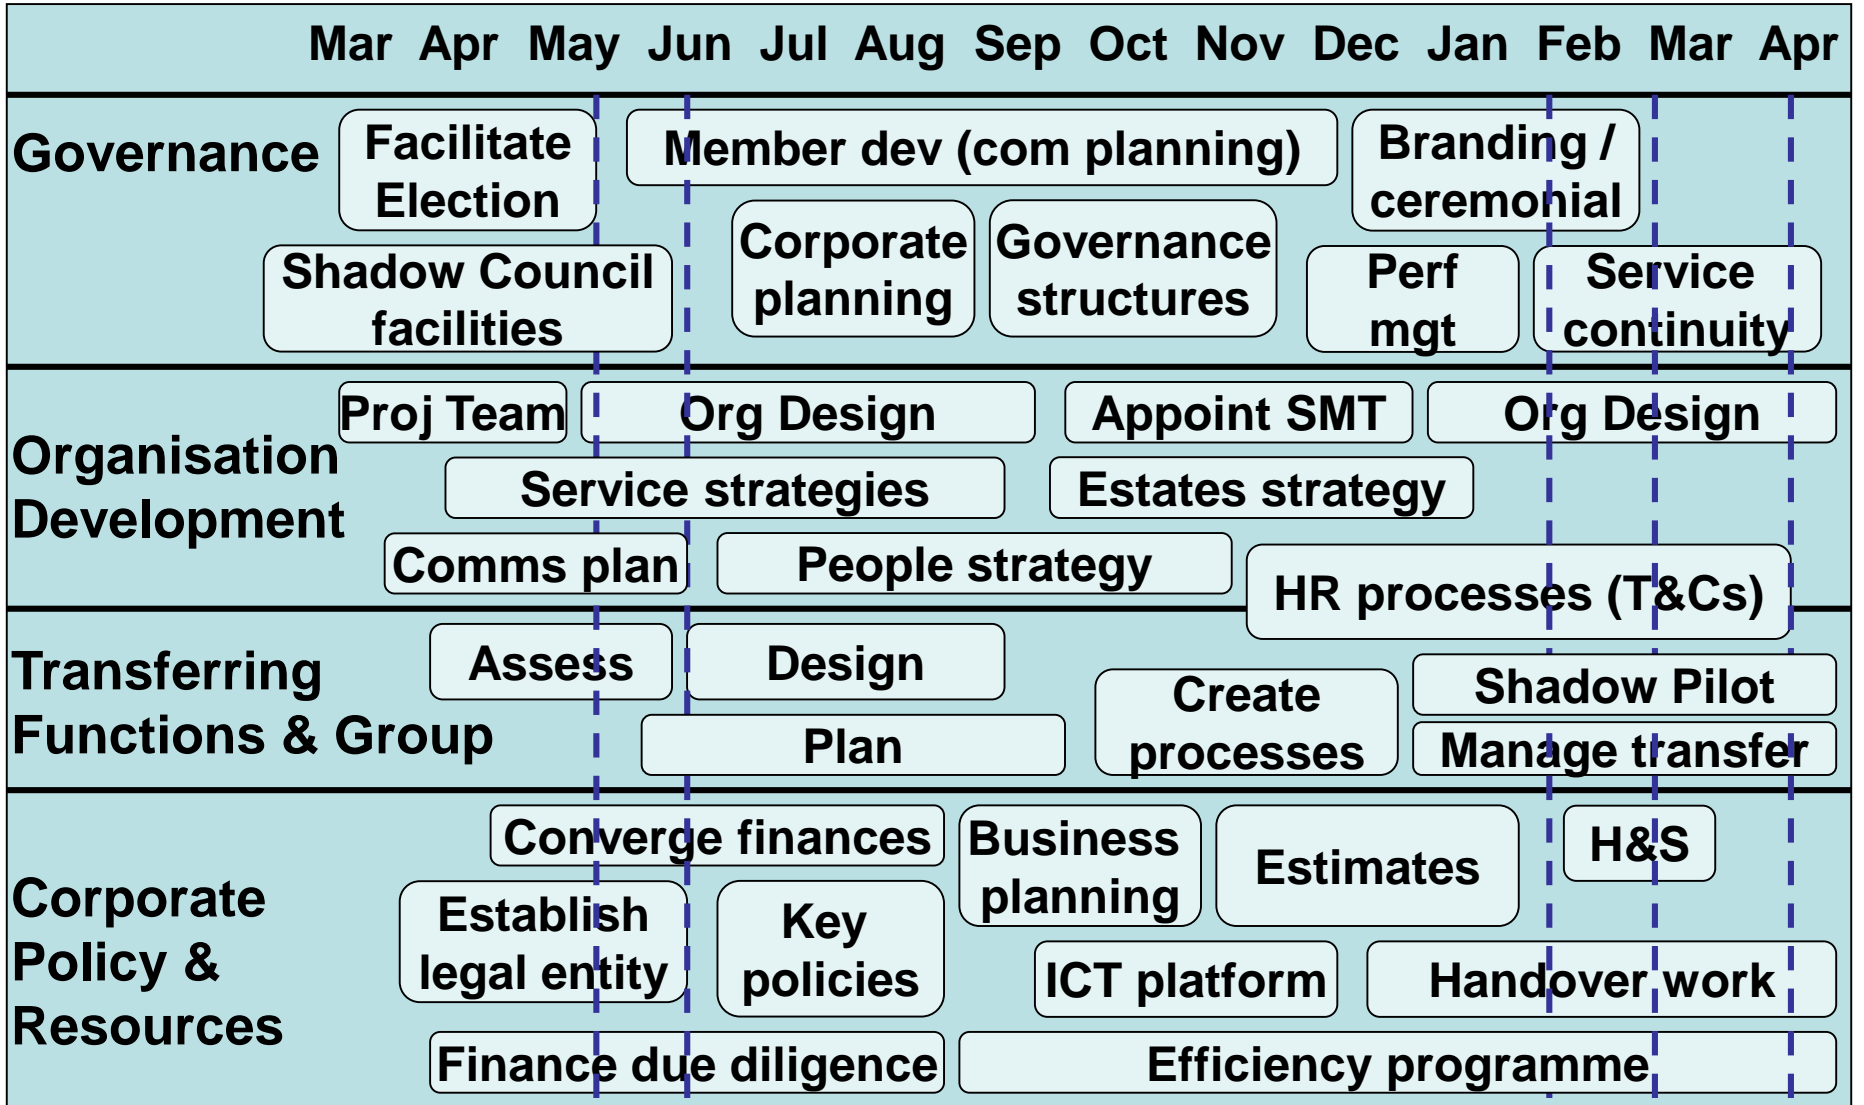 Mar Apr May Jun Jul Aug Sep Oct Nov Dec Jan Feb Mar Apr
Governance
Facilitate
Election
Member dev (com planning)
Branding /
ceremonial
Shadow Council
facilities
Corporate
planning
Governance
structures
Perf
mgt
Service
continuity
Organisation
Development
Proj Team
Org Design
Appoint SMT
Org Design
Service strategies
Estates strategy
Comms plan
People strategy
HR processes (T&Cs)
Transferring
Functions & Group
Assess
Design
Plan
Create
processes
Shadow Pilot
Manage transfer
Corporate
Policy &
Resources
Converge finances
Business
planning
Estimates
H&S
Establish
legal entity
Key
policies
ICT platform
Handover work
Finance due diligence
Efficiency programme